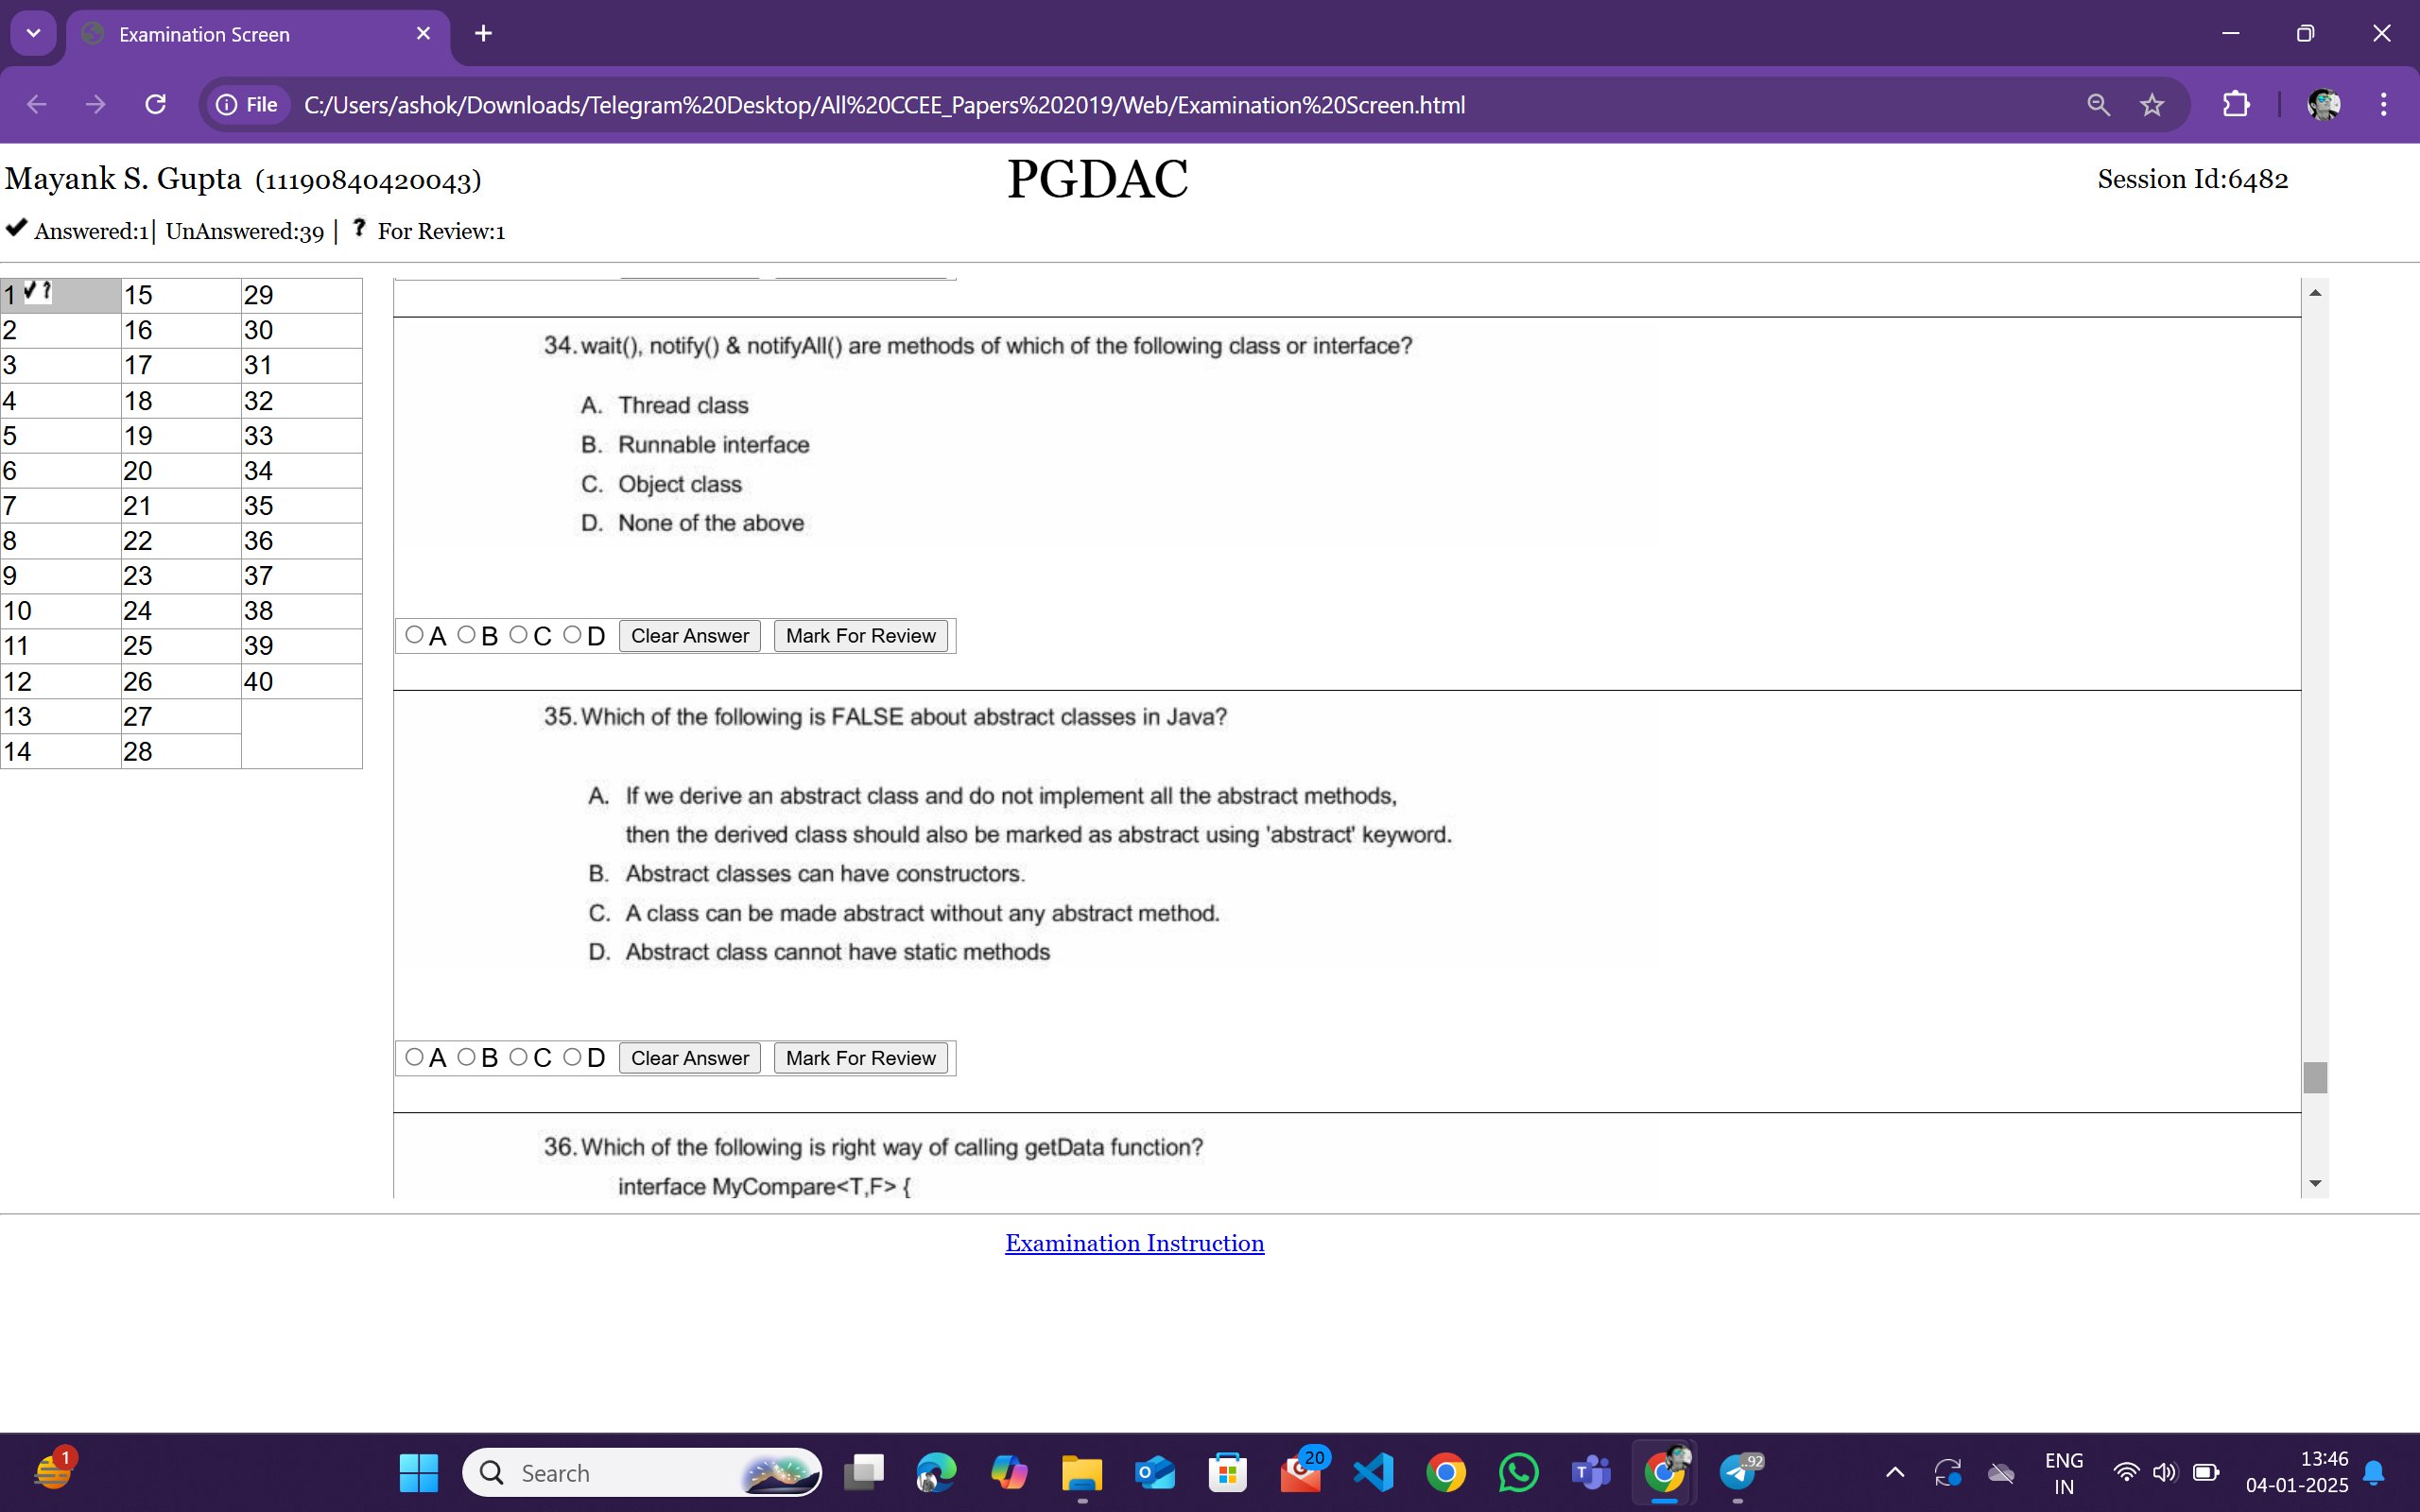 Examination Screen
File
C:/Users/ashok/Downloads/Telegram%20Desktop/All%20CCEE_Papers%202019/Web/Examination%20Screen.html
Mayank S. Gupta (11190840420043)
PGDAC
Session Id:6482
Answered:1| UnAnswered:39 | ? For Review:1
1 ? 15 29
2 16 30
3 17 31
4 18 32
5 19 33
6 20 34
7 21 35
8 22 36
9 23 37
10 24 38
11 25 39
12 26 40
13 27
14 28
34. wait(), notify() & notifyAll() are methods of which of the following class or interface?
A. Thread class
B. Runnable interface
C. Object class
D. None of the above
A B C D Clear Answer Mark For Review
35. Which of the following is FALSE about abstract classes in Java?
A. If we derive an abstract class and do not implement all the abstract methods,
then the derived class should also be marked as abstract using 'abstract' keyword.
B. Abstract classes can have constructors.
C. A class can be made abstract without any abstract method.
D. Abstract class cannot have static methods
A B C D Clear Answer Mark For Review
36. Which of the following is right way of calling getData function?
interface MyCompare<T,F> {
Examination Instruction
1
Search
20
..92
ENG
IN
13:46
04-01-2025